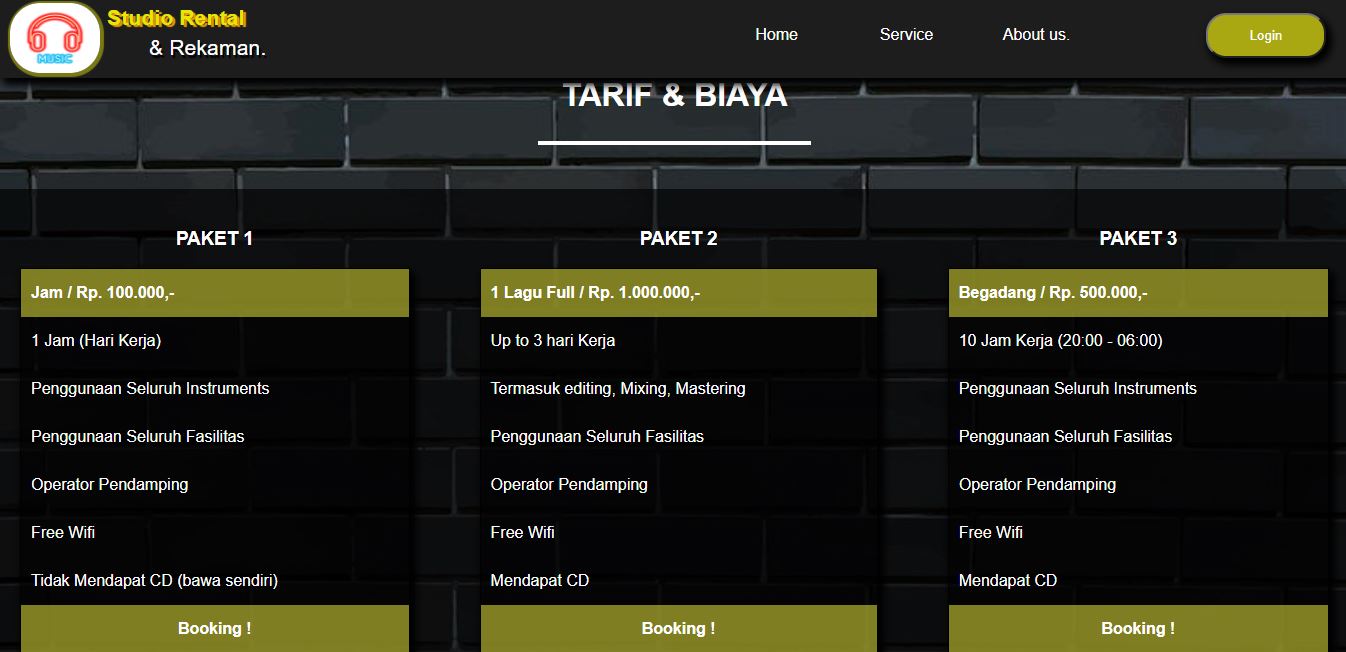 Studio Rental
& Rekaman.
MUSIC
Home
Service
About us.
Login
TARIF & BIAYA
PAKET 1
Jam / Rp. 100.000,-
1 Jam (Hari Kerja)
Penggunaan Seluruh Instruments
Penggunaan Seluruh Fasilitas
Operator Pendamping
Free Wifi
Tidak Mendapat CD (bawa sendiri)
Booking !
PAKET 2
1 Lagu Full / Rp. 1.000.000,-
Up to 3 hari Kerja
Termasuk editing, Mixing, Mastering
Penggunaan Seluruh Fasilitas
Operator Pendamping
Free Wifi
Mendapat CD
Booking !
PAKET 3
Begadang / Rp. 500.000,-
10 Jam Kerja (20:00 - 06:00)
Penggunaan Seluruh Instruments
Penggunaan Seluruh Fasilitas
Operator Pendamping
Free Wifi
Mendapat CD
Booking !